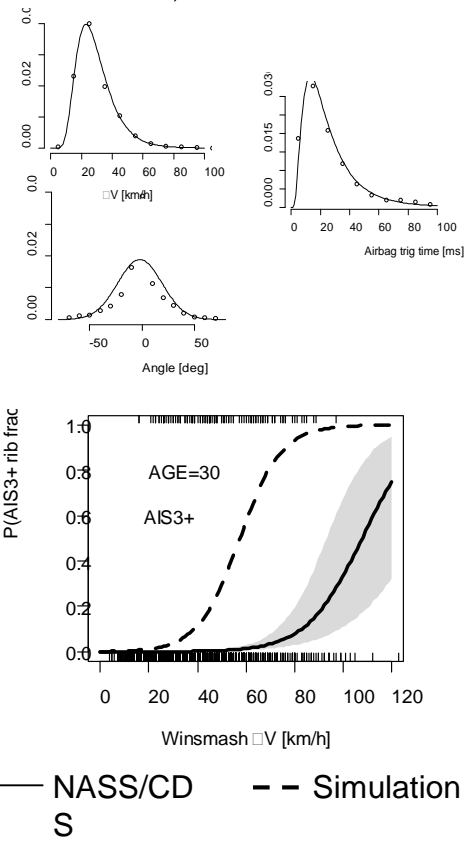 0.02
0.00
0 20 40 60 80 100
□V [km/h]
0.03
0.015
0.000
0 20 40 60 80 100
Airbag trig time [ms]
0.0
0.02
0.00
-50 0 50
Angle [deg]
P(AIS3+ rib frac
1.0
0.8
0.6
0.4
0.2
0.0
AGE=30
AIS3+
0 20 40 60 80 100 120
Winsmash □V [km/h]
NASS/CD
S
Simulation